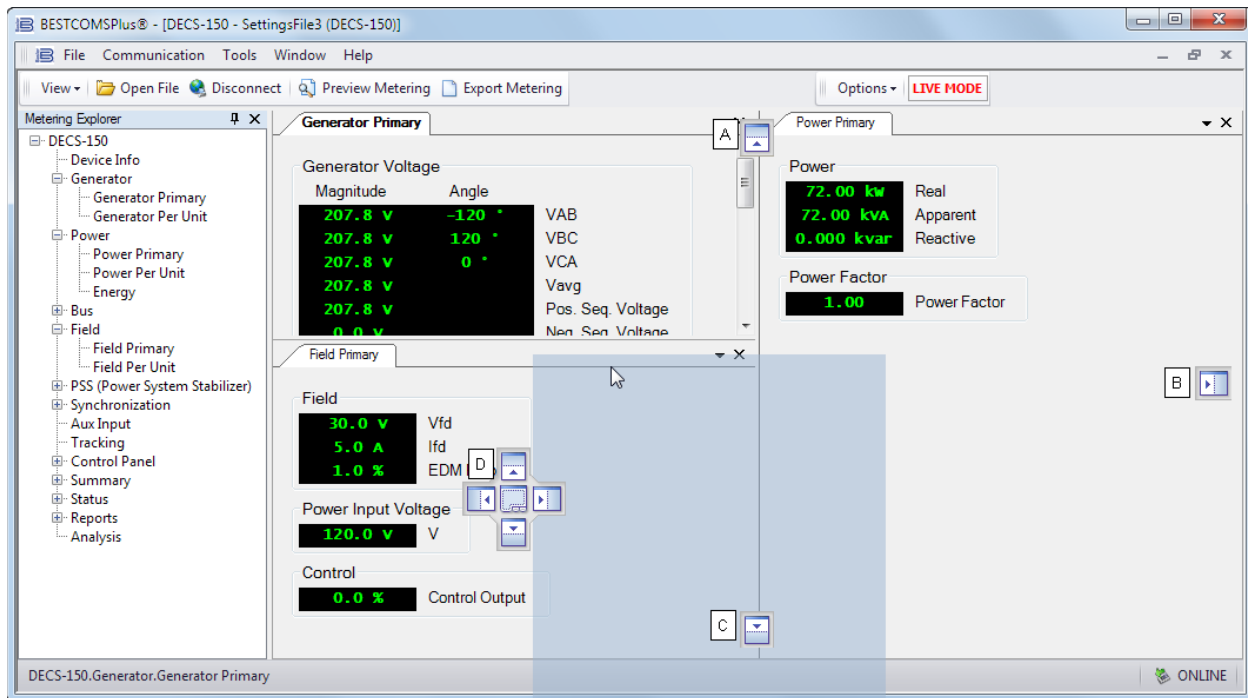 BESTCOMSPlus® - [DECS-150 - SettingsFile3 (DECS-150)]
File Communication Tools Window Help
View Open File Disconnect Preview Metering Export Metering Options LIVE MODE
Metering Explorer
DECS-150
Device Info
Generator
Generator Primary
Generator Per Unit
Power
Power Primary
Power Per Unit
Energy
Bus
Field
Field Primary
Field Per Unit
PSS (Power System Stabilizer)
Synchronization
Aux Input
Tracking
Control Panel
Summary
Status
Reports
Analysis
Generator Primary
A
Generator Voltage
Magnitude Angle
207.8 V -120 ° VAB
207.8 V 120 ° VBC
207.8 V 0 ° VCA
207.8 V Vavg
207.8 V Pos. Seq. Voltage
0.0 V Neg. Seq. Voltage
Field Primary
Field
30.0 V Vfd
5.0 A Ifd
1.0 % EDM
D
Power Input Voltage
120.0 V V
Control
0.0 % Control Output
C
Power Primary
Power
72.00 kW Real
72.00 kVA Apparent
0.000 kvar Reactive
Power Factor
1.00 Power Factor
B
DECS-150.Generator.Generator Primary
ONLINE